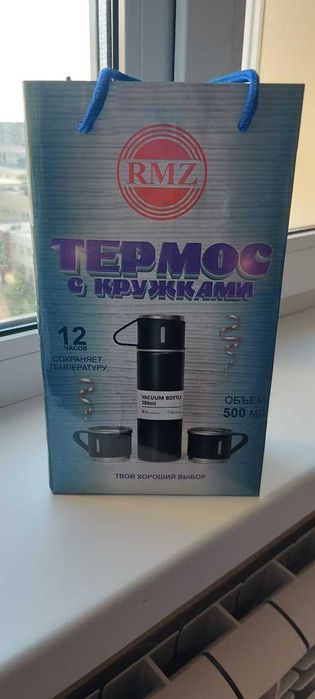 RMZ
ТЕРМОС
С КРУЖКАМИ
12
ЧАСОВ
СОХРАНЯЕТ
ТЕМПЕРАТУРУ
VACUUM BOTTLE
500ml
ОБЪЕМ
500 МЛ
ТВОЙ ХОРОШИЙ ВЫБОР